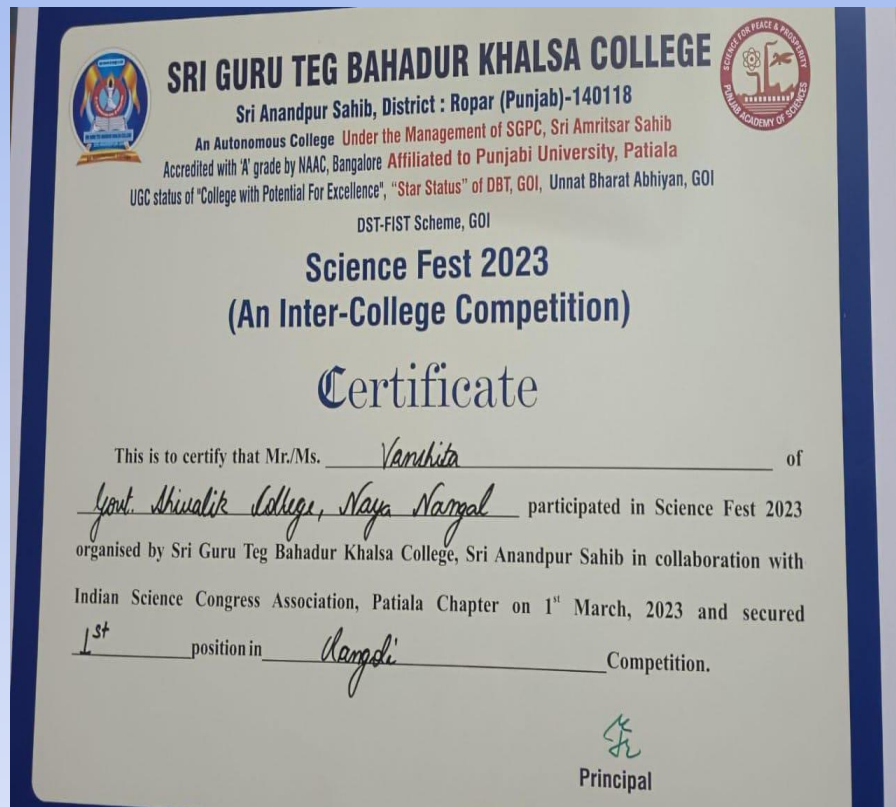 SRI GURU TEG BAHADUR KHALSA COLLEGE
Sri Anandpur Sahib, District : Ropar (Punjab)-140118
An Autonomous College Under the Management of SGPC, Sri Amritsar Sahib
Accredited with 'A' grade by NAAC, Bangalore Affiliated to Punjabi University, Patiala
UGC status of "College with Potential For Excellence", "Star Status" of DBT, GOI, Unnat Bharat Abhiyan, GOI
DST-FIST Scheme, GOI
SCIENCE FOR PEACE & PROSPERITY
PUNJAB ACADEMY OF SCIENCES
Science Fest 2023
(An Inter-College Competition)
Certificate
This is to certify that Mr./Ms. Vanshita of
Govt. Shivalik College, Naya Nangal participated in Science Fest 2023
organised by Sri Guru Teg Bahadur Khalsa College, Sri Anandpur Sahib in collaboration with
Indian Science Congress Association, Patiala Chapter on 1st March, 2023 and secured
1st position in Competition.
Principal